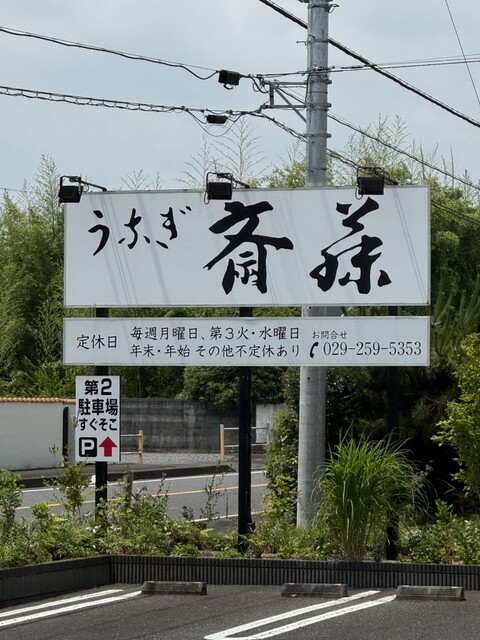 うなぎ 斎藤
定休日
毎週月曜日、第3火・水曜日
年末・年始 その他不定休あり
お問合せ
029-259-5353
第2
駐車場
すぐそこ
P